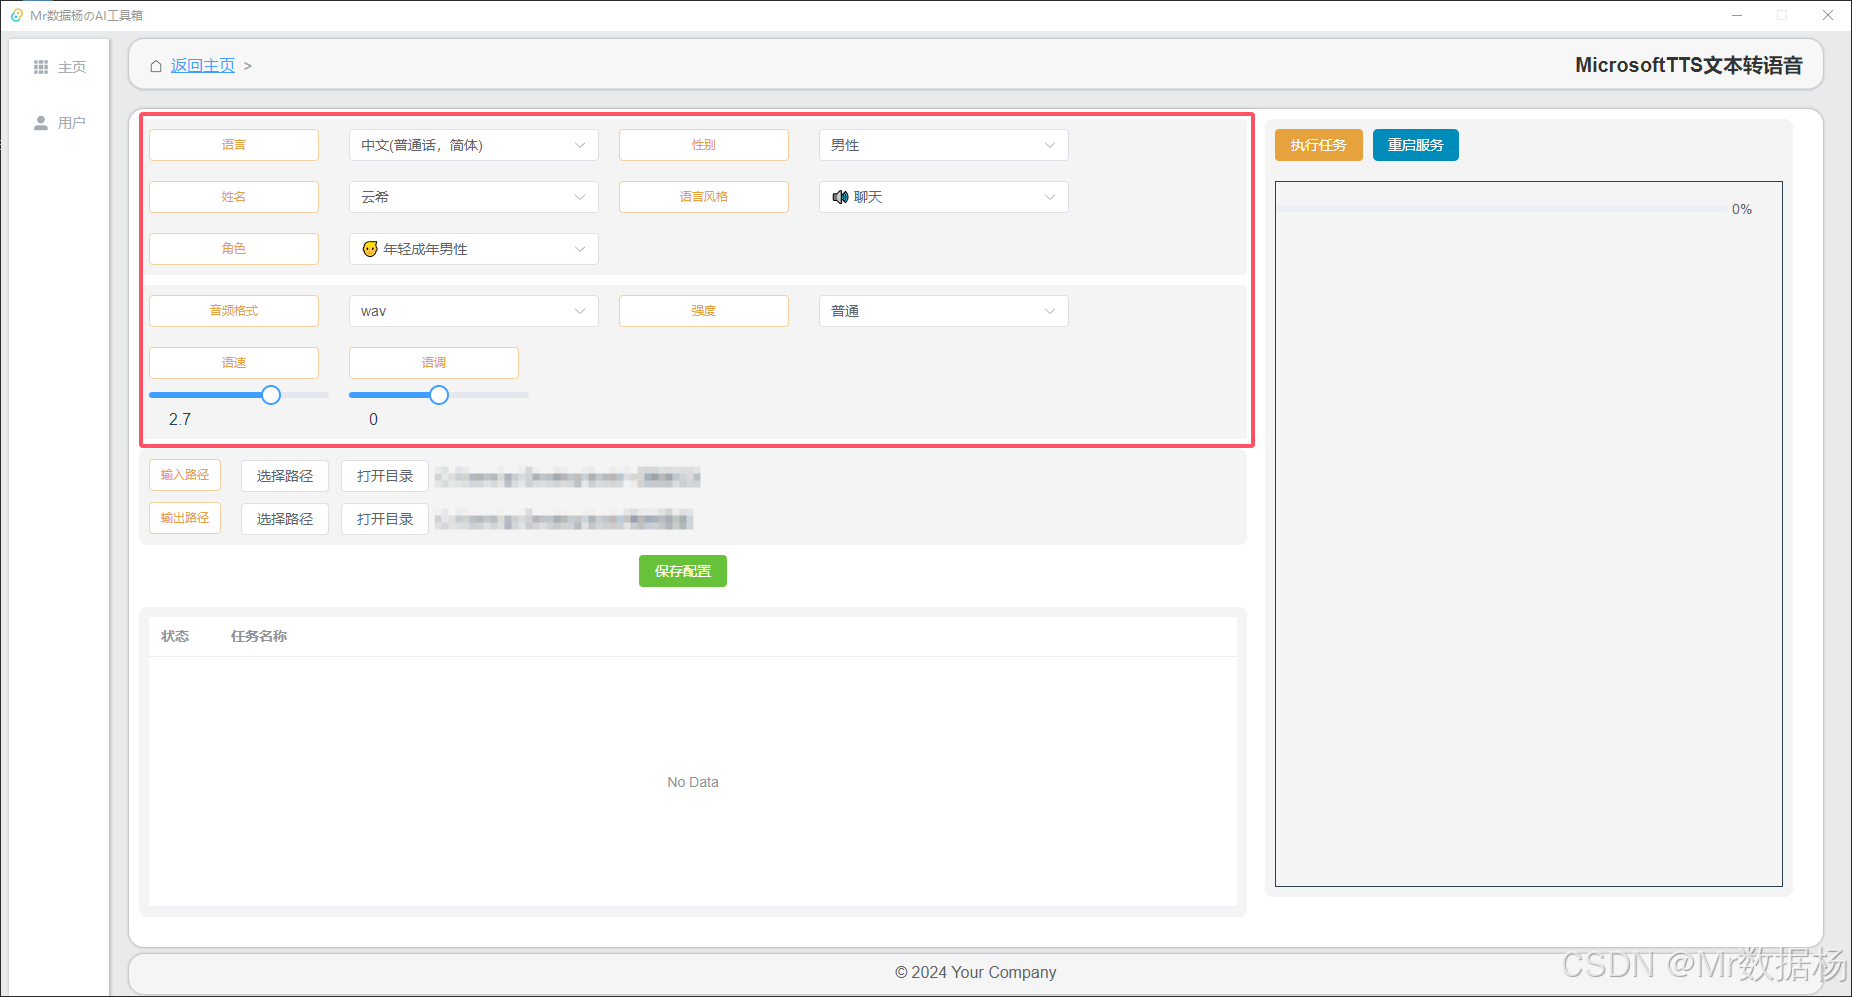 Mr数据杨のAI工具箱
主页
用户
返回主页 >
MicrosoftTTS文本转语音
语言 中文(普通话，简体) 性别 男性
姓名 云希 语言风格 🔊 聊天
角色 年轻成年男性
音频格式 wav 强度 普通
语速 语调
2.7 0
输入路径 选择路径 打开目录
输出路径 选择路径 打开目录
保存配置
状态 任务名称
No Data
执行任务 重启服务
0%
© 2024 Your Company
CSDN @Mr数据杨